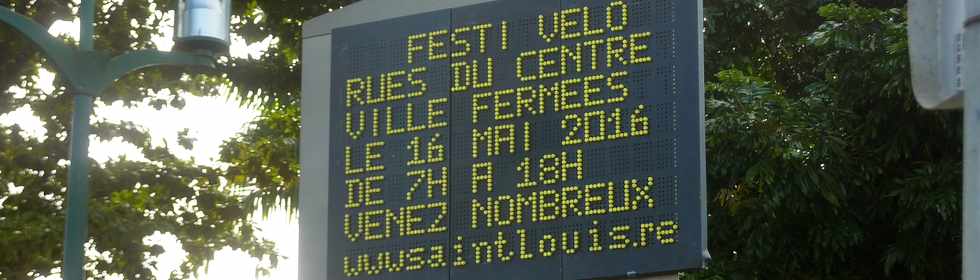 FESTI VELO
RUES DU CENTRE
VILLE FERMEES
LE 16 MAI 2016
DE 7H A 18H
VENEZ NOMBREUX
www.saintlouis.re